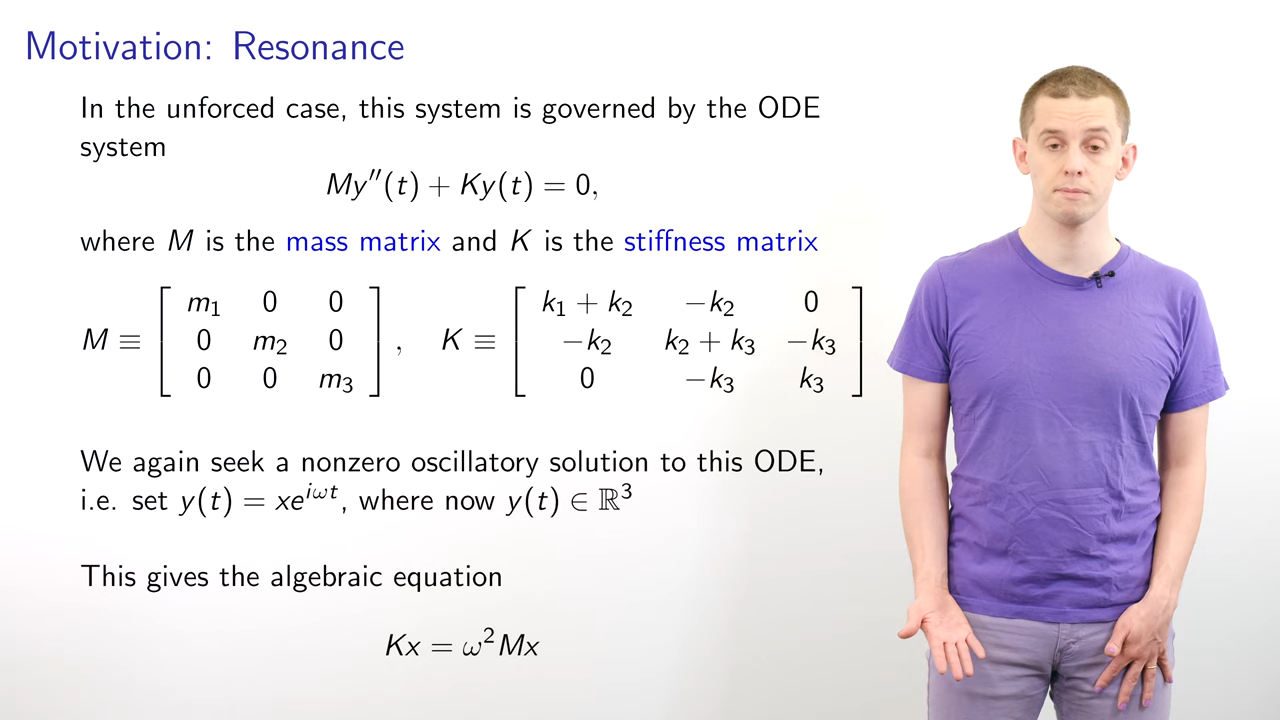 Motivation: Resonance
In the unforced case, this system is governed by the ODE
system
My″(t) + Ky(t) = 0,
where M is the mass matrix and K is the stiffness matrix
M ≡ [ m₁ 0 0 ; 0 m₂ 0 ; 0 0 m₃ ], K ≡ [ k₁ + k₂ −k₂ 0 ; −k₂ k₂ + k₃ −k₃ ; 0 −k₃ k₃ ]
We again seek a nonzero oscillatory solution to this ODE,
i.e. set y(t) = xe^{iωt}, where now y(t) ∈ ℝ³
This gives the algebraic equation
Kx = ω²Mx